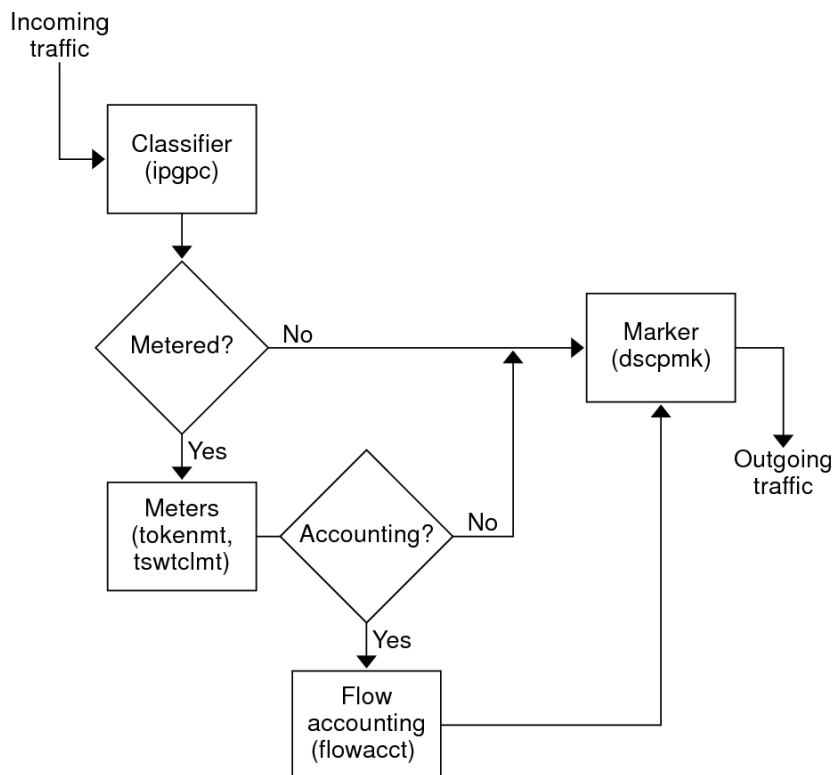 Incoming
traffic
Classifier
(ipgpc)
Metered?
No
Marker
(dscpmk)
Yes
Outgoing
traffic
Meters
(tokenmt,
tswtclmt)
Accounting?
No
Yes
Flow
accounting
(flowacct)